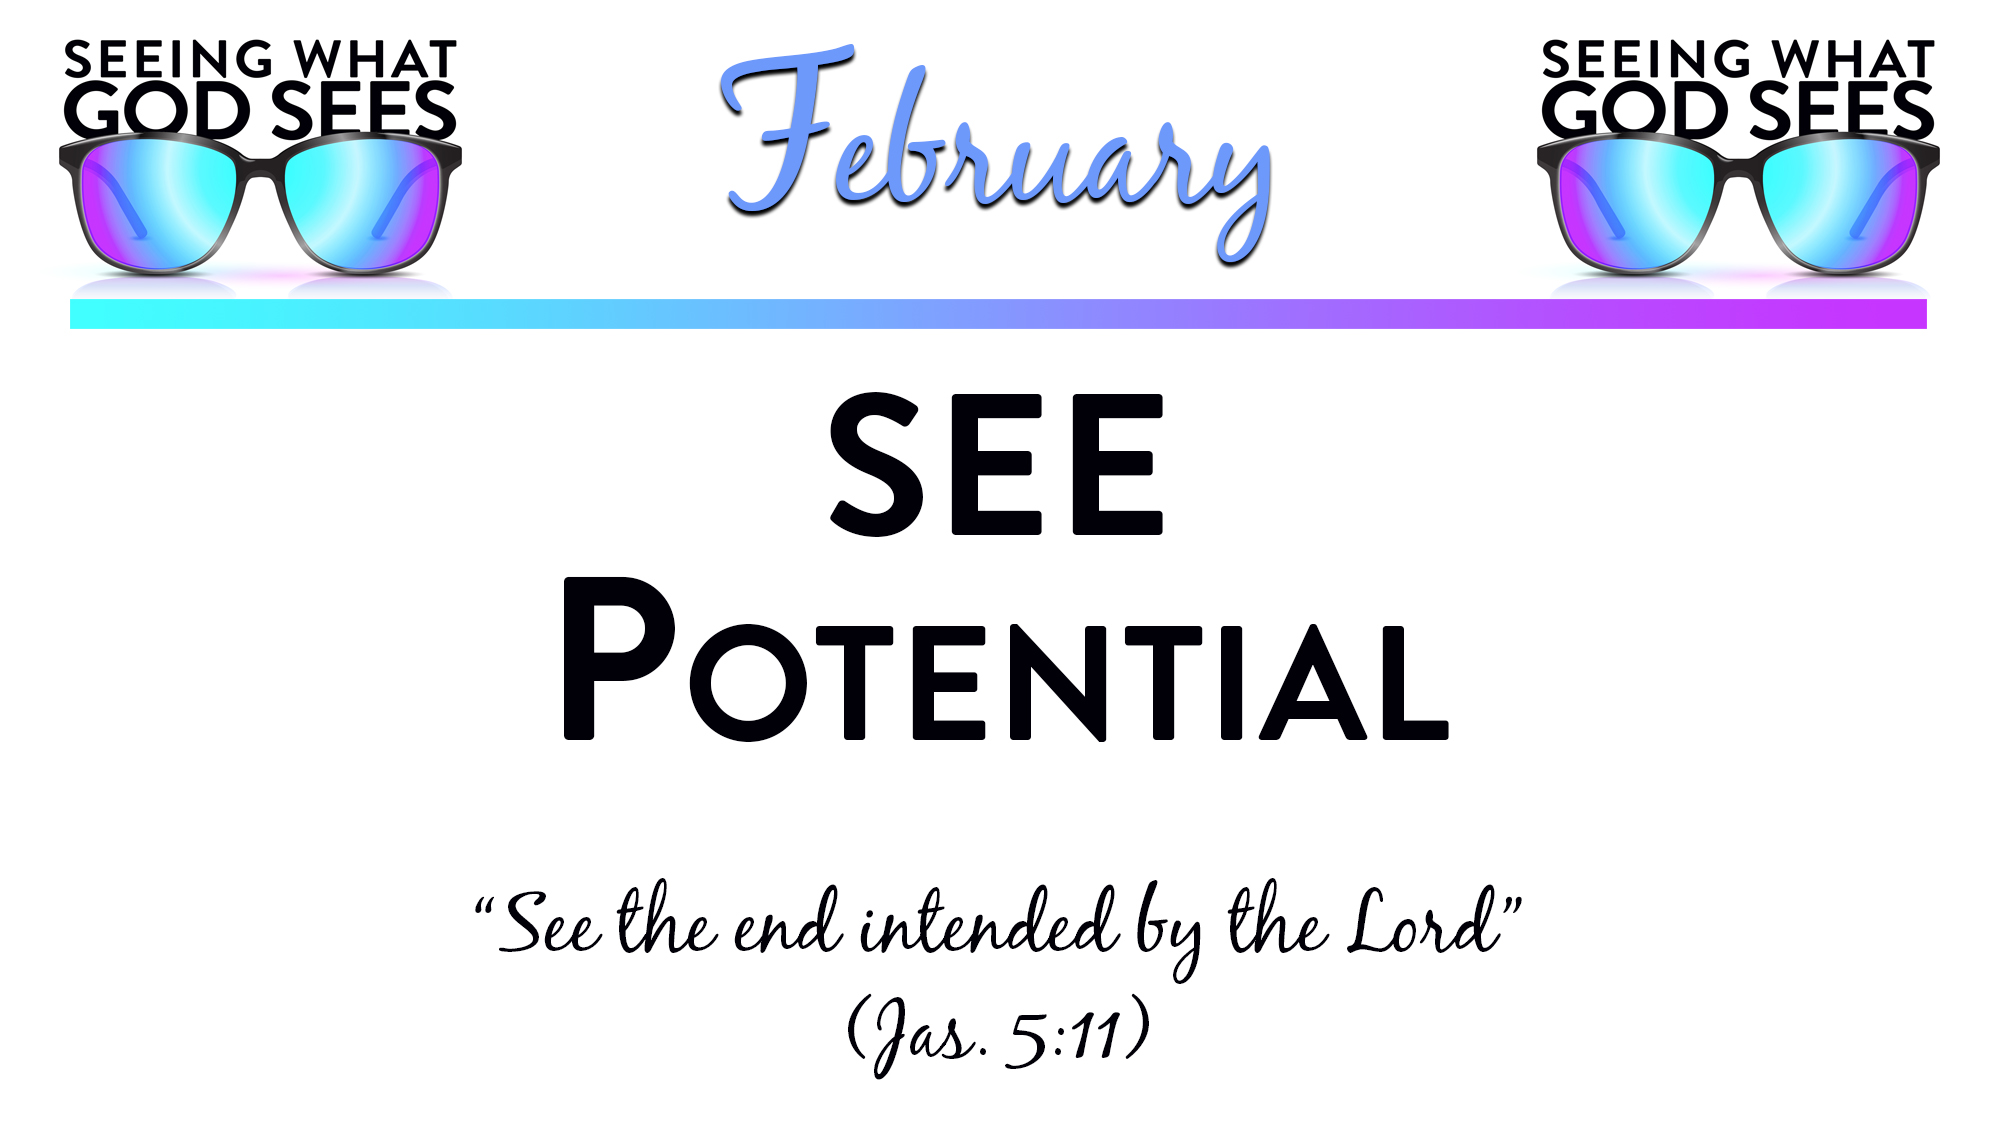 SEEING WHAT
GOD SEES
February
SEEING WHAT
GOD SEES
SEE
POTENTIAL
“See the end intended by the Lord”
(Jas. 5:11)